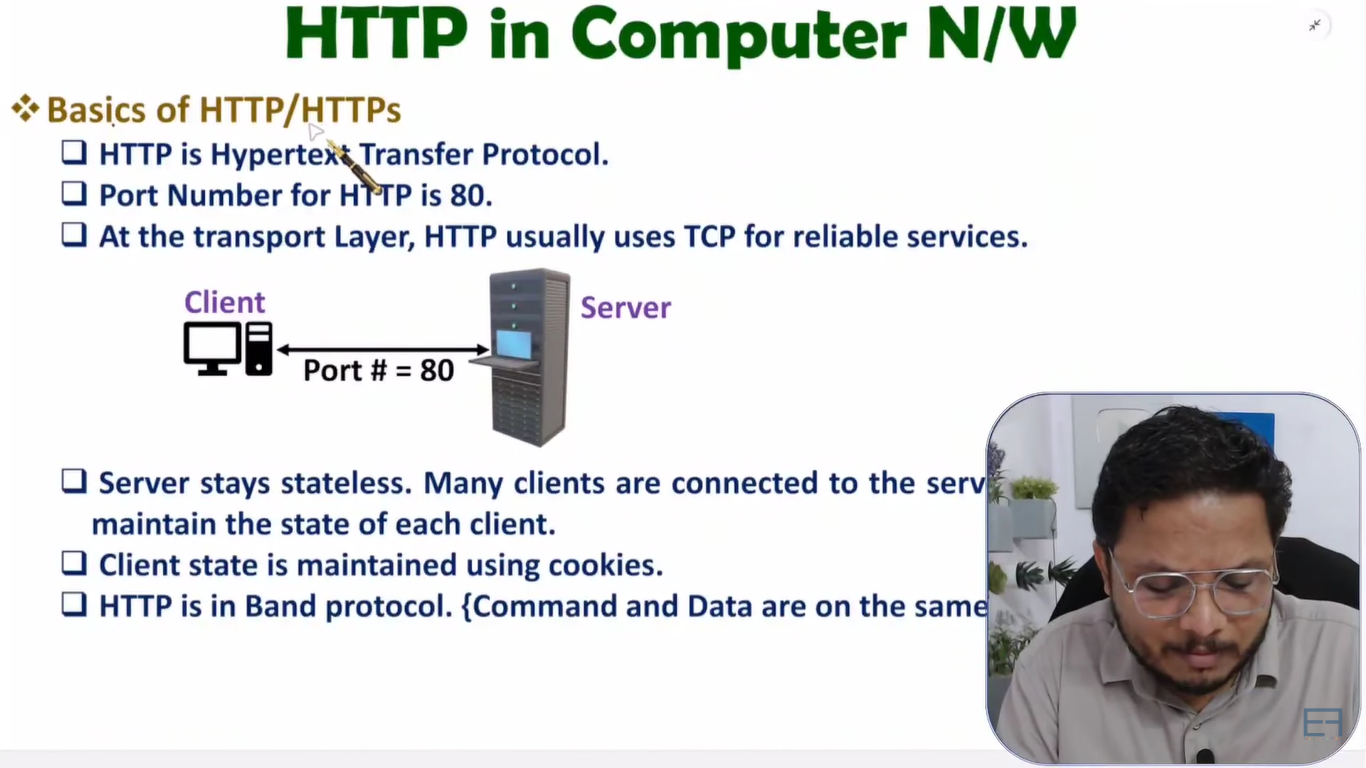 HTTP in Computer N/W
Basics of HTTP/HTTPs
HTTP is Hypertext Transfer Protocol.
Port Number for HTTP is 80.
At the transport Layer, HTTP usually uses TCP for reliable services.
Client
Server
Port # = 80
Server stays stateless. Many clients are connected to the
maintain the state of each client.
Client state is maintained using cookies.
HTTP is in Band protocol. {Command and Data are on the same